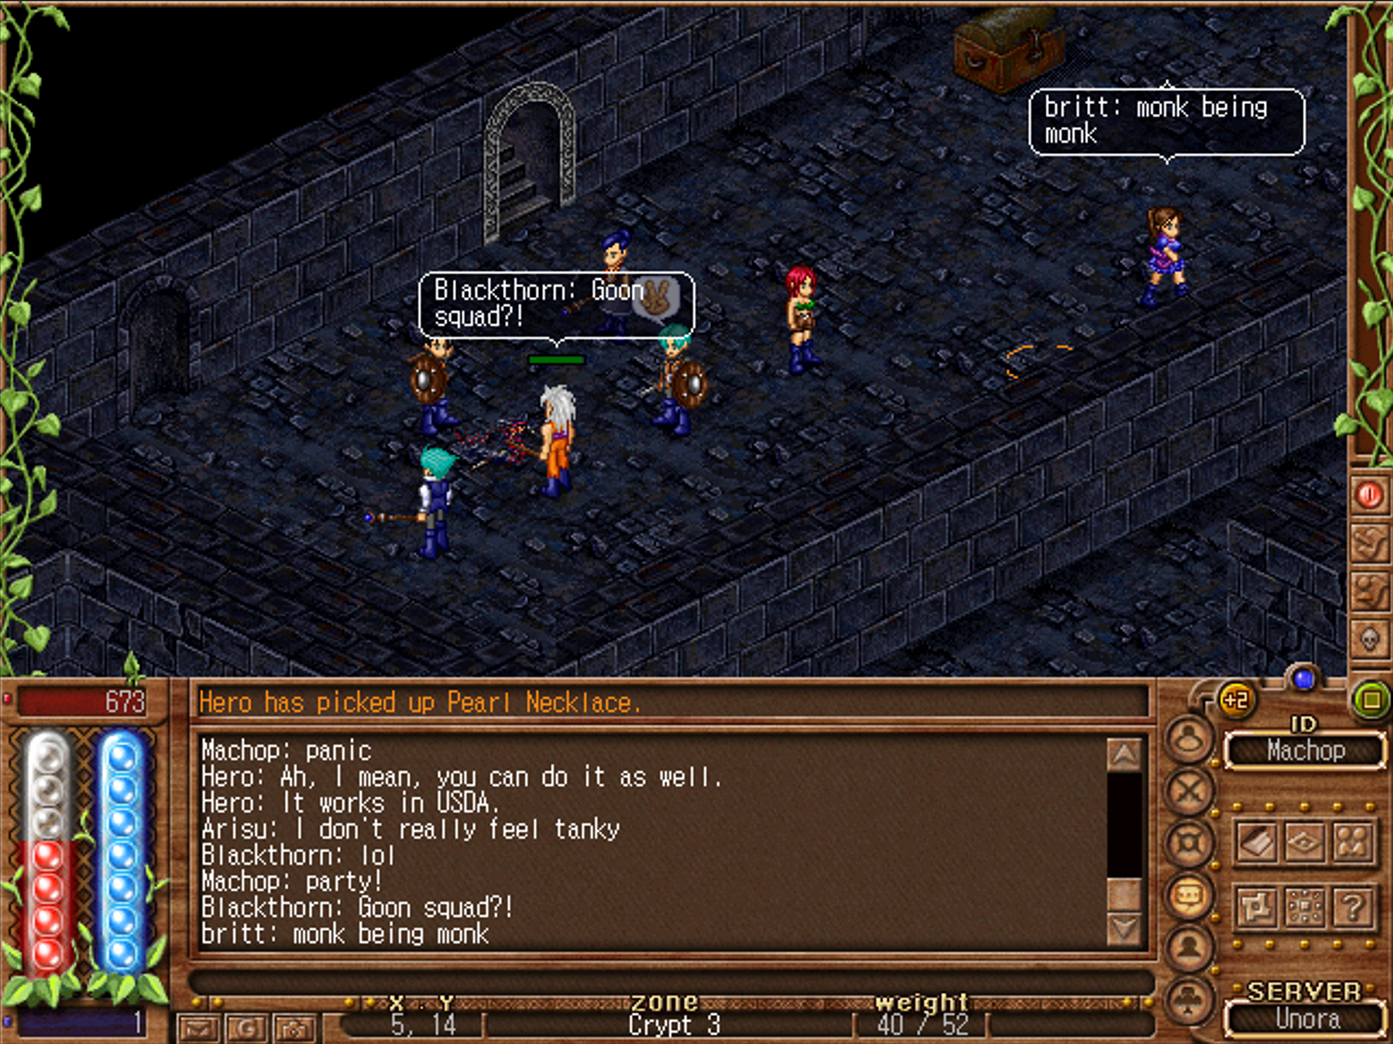 britt: monk being
monk
Blackthorn: Goon
squad?!
673
Hero has picked up Pearl Necklace.
Machop: panic
Hero: Ah, I mean, you can do it as well.
Hero: It works in USDA.
Arisu: I don't really feel tanky
Blackthorn: lol
Machop: party!
Blackthorn: Goon squad?!
britt: monk being monk
+2
ID
Machop
?
SERVER
Unora
1
G
X . Y
5, 14
zone
Crypt 3
weight
40 / 52